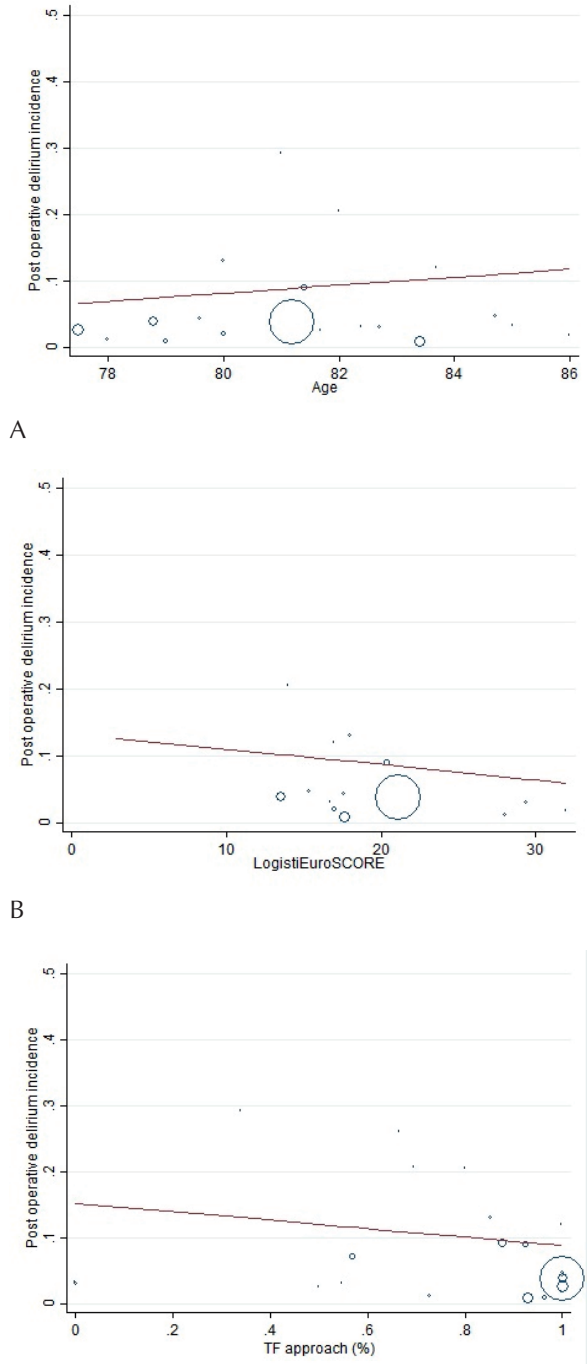 .5
.4
.3
.2
.1
0
Post operative delirium incidence
78 80 82 84 86
Age
A
.5
.4
.3
.2
.1
0
Post operative delirium incidence
0 10 20 30
LogistiEuroSCORE
B
.5
.4
.3
.2
.1
0
Post operative delirium incidence
0 .2 .4 .6 .8 1
TF approach (%)